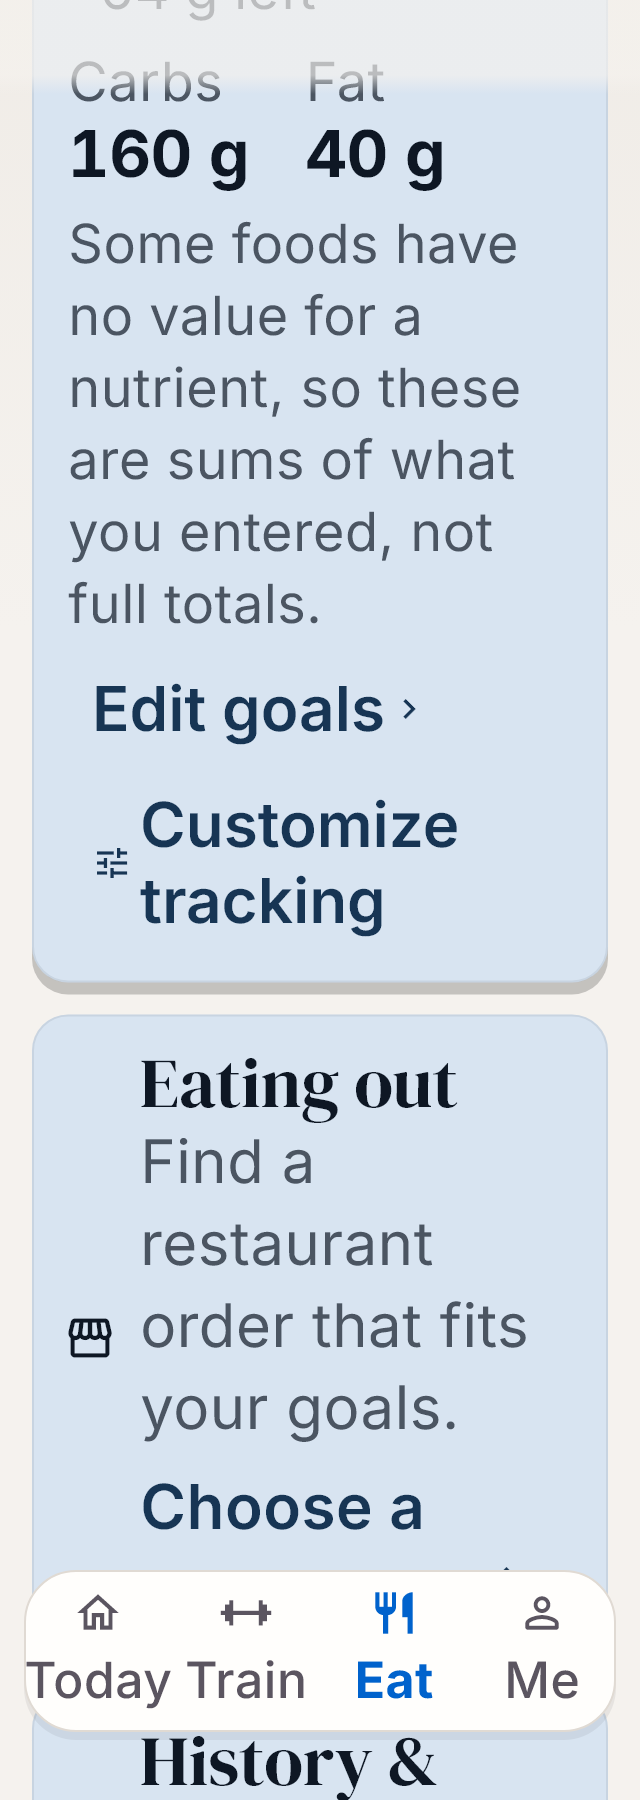 Carbs Fat
160 g 40 g
Some foods have
no value for a
nutrient, so these
are sums of what
you entered, not
full totals.
Edit goals ›
Customize
tracking
Eating out
Find a
restaurant
order that fits
your goals.
Choose a
Today Train Eat Me
History &